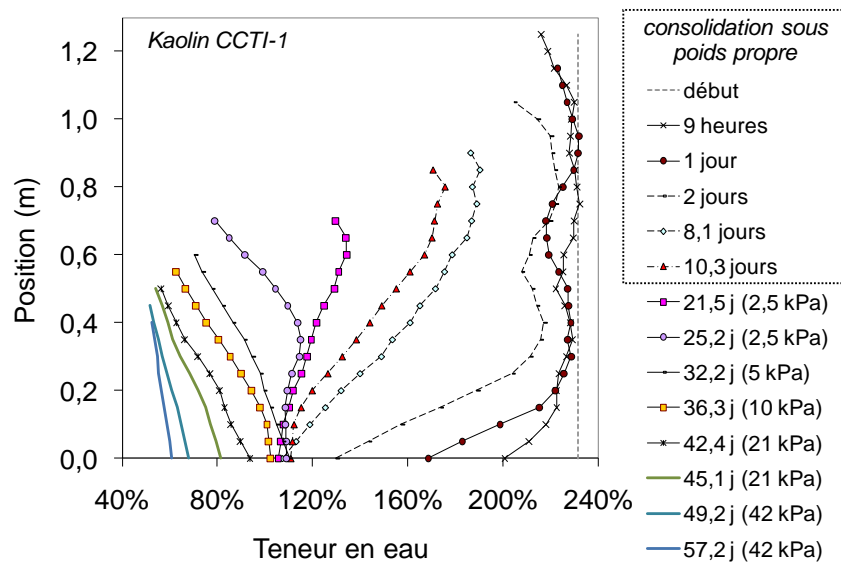 Kaolin CCTI-1
Position (m)
1,2
1,0
0,8
0,6
0,4
0,2
0,0
40%
80%
120%
160%
200%
240%
Teneur en eau
consolidation sous
poids propre
début
9 heures
1 jour
2 jours
8,1 jours
10,3 jours
21,5 j (2,5 kPa)
25,2 j (2,5 kPa)
32,2 j (5 kPa)
36,3 j (10 kPa)
42,4 j (21 kPa)
45,1 j (21 kPa)
49,2 j (42 kPa)
57,2 j (42 kPa)